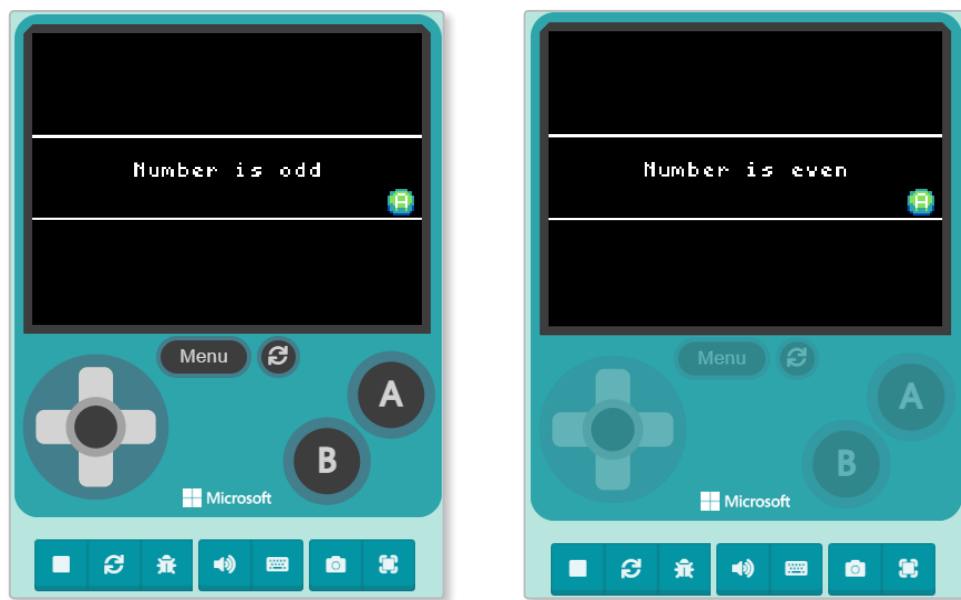 Number is odd
A
Menu
A
B
Microsoft
Number is even
A
Menu
A
B
Microsoft